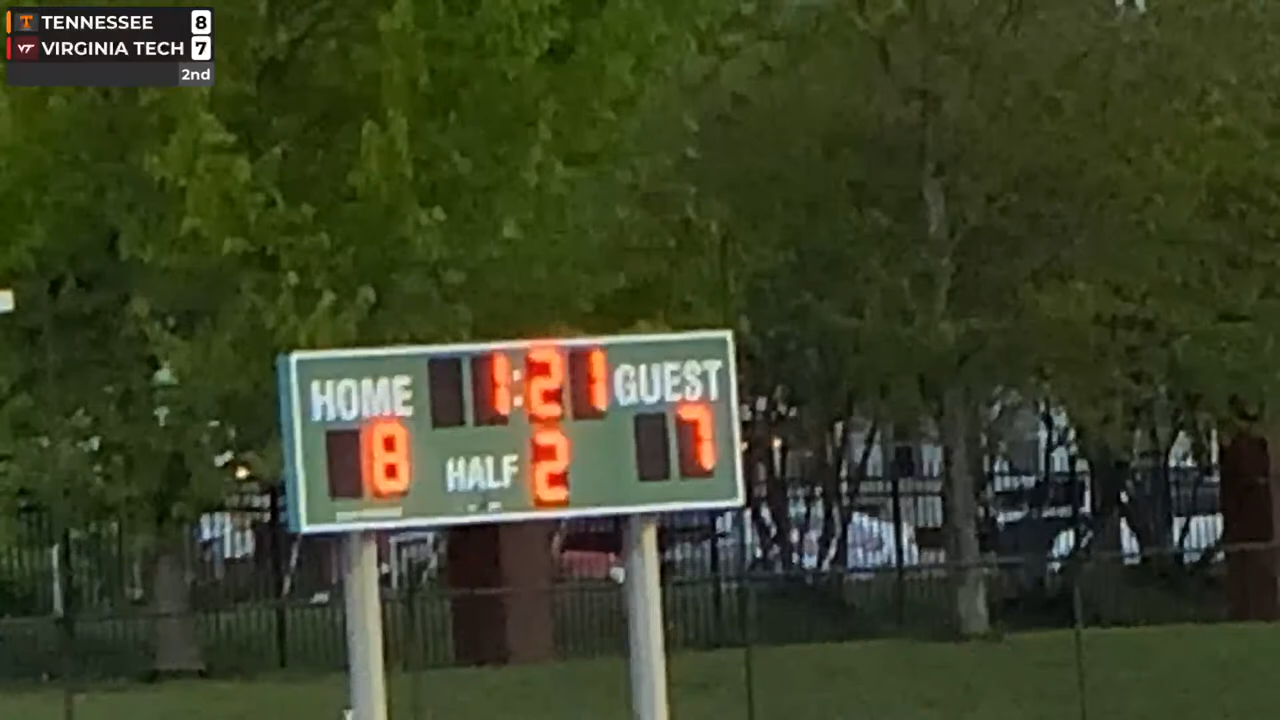 T TENNESSEE 8
VT VIRGINIA TECH 7
2nd
HOME 1:21 GUEST
8 HALF 2 7